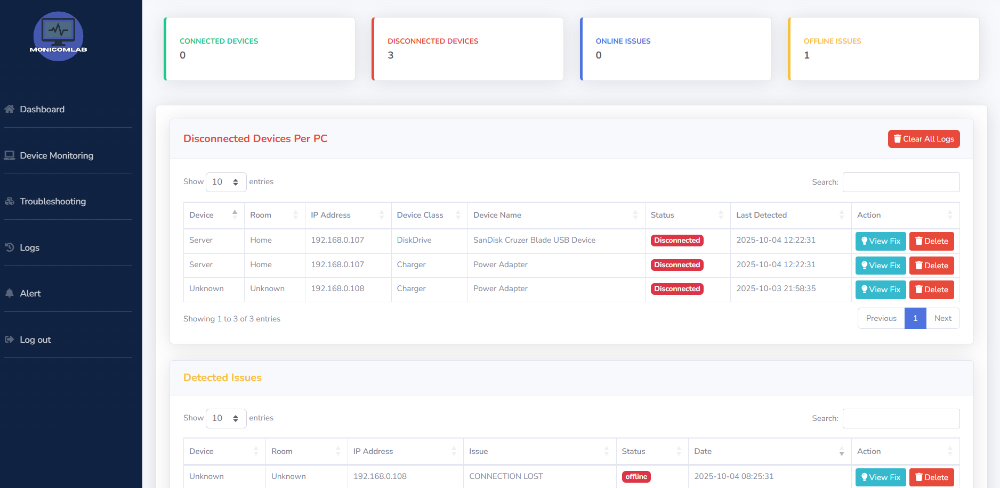 MONICOMLAB
Dashboard
Device Monitoring
Troubleshooting
Logs
Alert
Log out
CONNECTED DEVICES
0
DISCONNECTED DEVICES
3
ONLINE ISSUES
0
OFFLINE ISSUES
1
Disconnected Devices Per PC
Clear All Logs
Show 10 entries
Search:
Device Room IP Address Device Class Device Name Status Last Detected Action
Server Home 192.168.0.107 DiskDrive SanDisk Cruzer Blade USB Device Disconnected 2025-10-04 12:22:31 View Fix Delete
Server Home 192.168.0.107 Charger Power Adapter Disconnected 2025-10-04 12:22:31 View Fix Delete
Unknown Unknown 192.168.0.108 Charger Power Adapter Disconnected 2025-10-03 21:58:35 View Fix Delete
Showing 1 to 3 of 3 entries
Previous 1 Next
Detected Issues
Show 10 entries
Search:
Device Room IP Address Issue Status Date Action
Unknown Unknown 192.168.0.108 CONNECTION LOST offline 2025-10-04 08:25:31 View Fix Delete